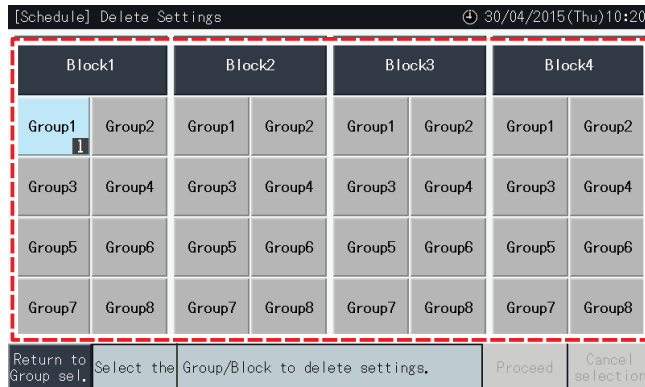 [Schedule] Delete Settings 30/04/2015(Thu)10:20
Block1 Block2 Block3 Block4
Group1 Group2 Group1 Group2 Group1 Group2 Group1 Group2
1
Group3 Group4 Group3 Group4 Group3 Group4 Group3 Group4
Group5 Group6 Group5 Group6 Group5 Group6 Group5 Group6
Group7 Group8 Group7 Group8 Group7 Group8 Group7 Group8
Return to Group sel. Select the Group/Block to delete settings. Proceed Cancel selection